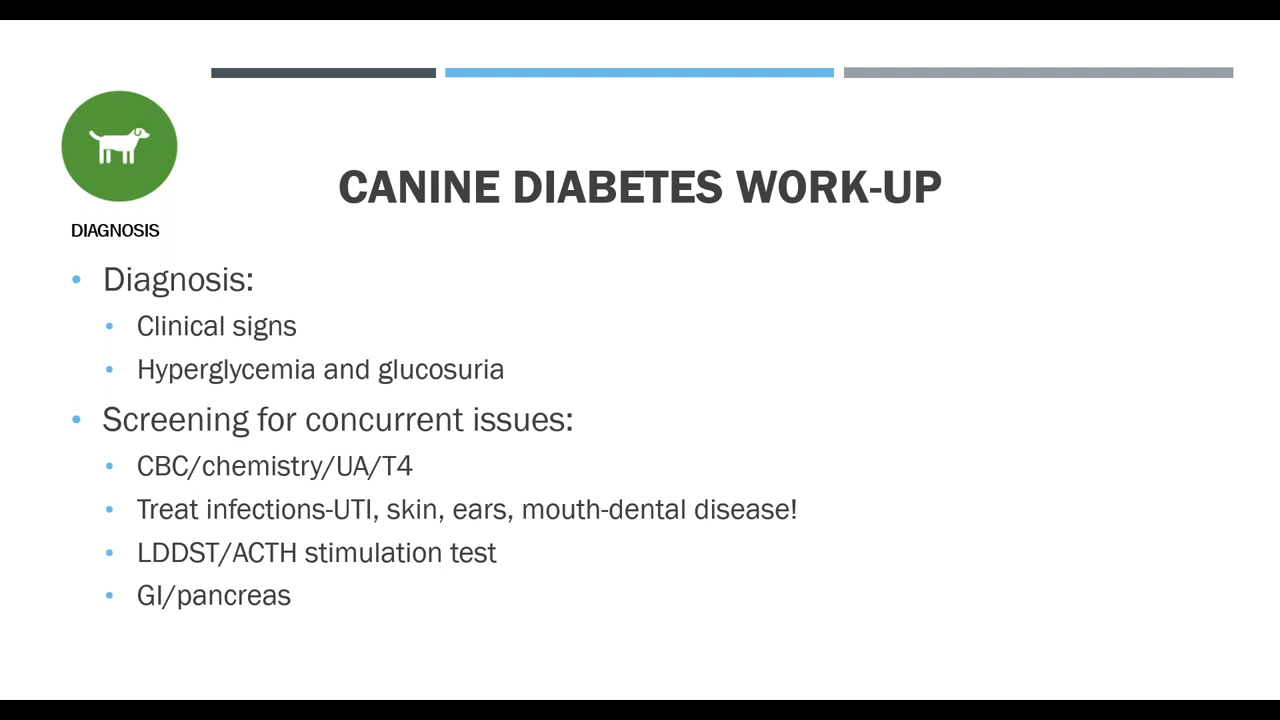 DIAGNOSIS
CANINE DIABETES WORK-UP
• Diagnosis:
• Clinical signs
• Hyperglycemia and glucosuria
• Screening for concurrent issues:
• CBC/chemistry/UA/T4
• Treat infections-UTI, skin, ears, mouth-dental disease!
• LDDST/ACTH stimulation test
• GI/pancreas